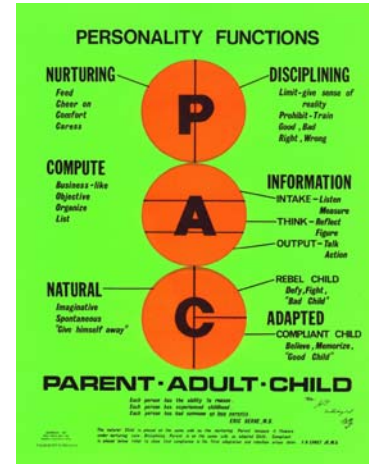 PERSONALITY FUNCTIONS
NURTURING
Feed
Cheer on
Comfort
Caress
DISCIPLINING
Limit-give sense of
reality
Prohibit-Train
Good, Bad
Right, Wrong
P
COMPUTE
Business-like
Objective
Organize
List
INFORMATION
INTAKE-Listen
Measure
THINK-Reflect
Figure
OUTPUT-Talk
Action
A
NATURAL
Imaginative
Spontaneous
"Give himself away"
REBEL CHILD
Defy, Fight,
"Bad Child"
ADAPTED
COMPLIANT CHILD
Believe, Memorize,
"Good Child"
C
PARENT·ADULT·CHILD
Each person has the ability to reason
Each person has experienced childhood
Each person has had someone as
ERIC BERNE, M.D.